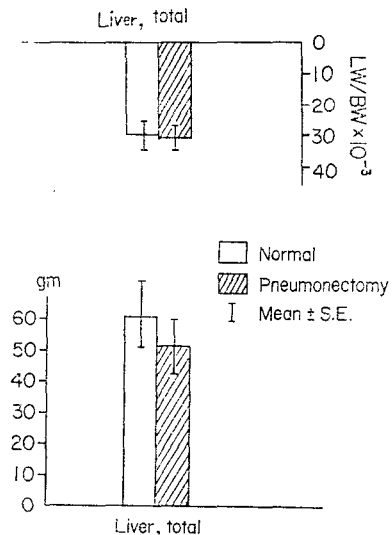 Liver, total
0
10
20
30
40
LW/BW×10⁻³
Normal
Pneumonectomy
Mean ± S.E.
gm
60
50
40
30
20
10
0
Liver, total